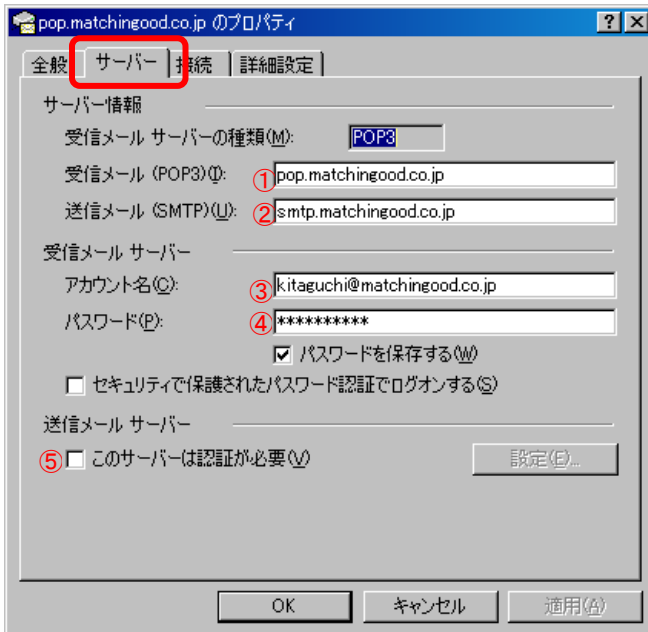 pop.matchingood.co.jp のプロパティ
全般 サーバー 接続 詳細設定
サーバー情報
受信メール サーバーの種類(M): POP3
受信メール (POP3)(I): ①pop.matchingood.co.jp
送信メール (SMTP)(U): ②smtp.matchingood.co.jp
受信メール サーバー
アカウント名(C): ③kitaguchi@matchingood.co.jp
パスワード(P): ④**********
パスワードを保存する(W)
セキュリティで保護されたパスワード認証でログオンする(S)
送信メール サーバー
⑤ このサーバーは認証が必要(V) 設定(E)...
OK キャンセル 適用(A)